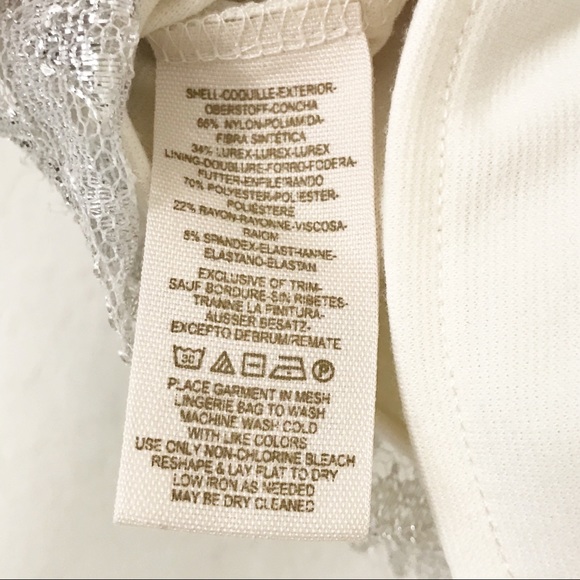 SHELL-COQUILLE-EXTERIOR-
OBERSTOFF-CONCHA
66% NYLON-POLIAMIDA-
FIBRA SINTÉTICA
34% LUREX-LUREX-LUREX
LINING-DOUBLURE-FORRO-FODERA-
FUTTER-ENFILEIRANDO
70% POLYESTER-POLIESTER-
POLIESTERE
22% RAYON-RAYONNE-VISCOSA-
RAION
8% SPANDEX-ELASTHANNE-
ELASTANO-ELASTAN
EXCLUSIVE OF TRIM-
SAUF BORDURE-SIN RIBETES-
TRANNE LA FINITURA-
AUßER BESATZ-
EXCEPTO DEBRUM/REMATE
30 P
PLACE GARMENT IN MESH
LINGERIE BAG TO WASH
MACHINE WASH COLD
WITH LIKE COLORS
USE ONLY NON-CHLORINE BLEACH
RESHAPE & LAY FLAT TO DRY
LOW IRON AS NEEDED
MAY BE DRY CLEANED